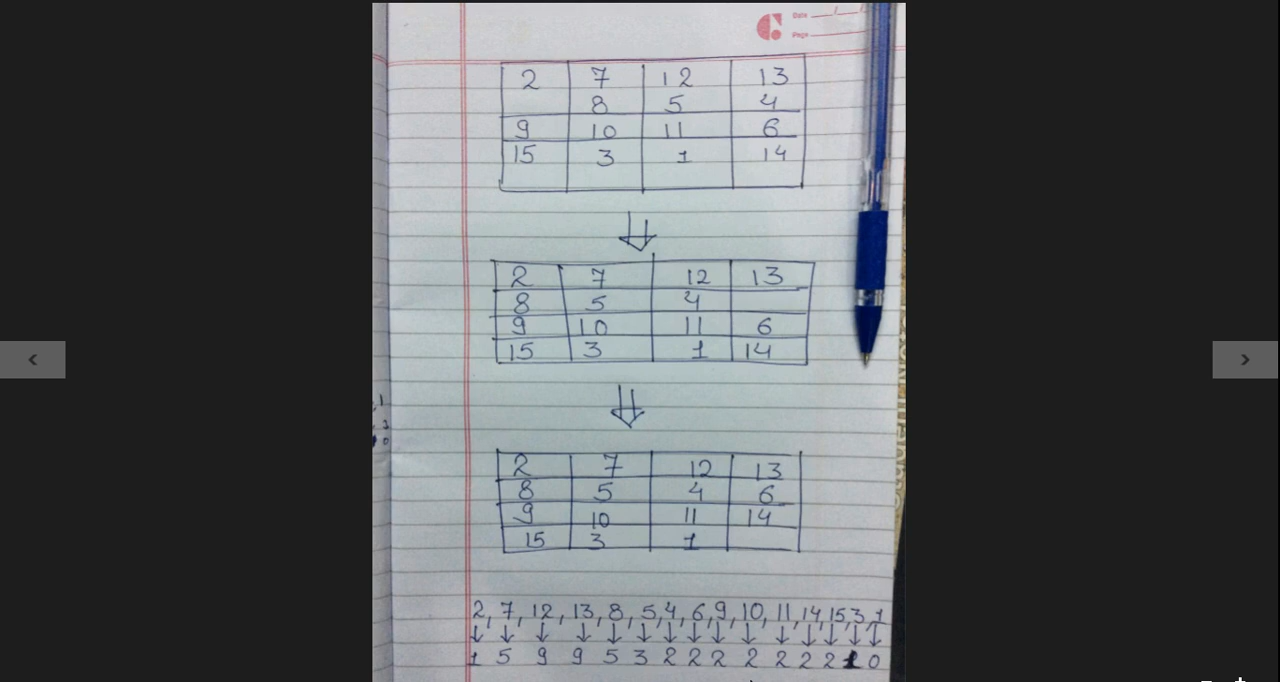 Date
Page
2 7 12 13
8 5 4
9 10 11 6
15 3 1 14
2 7 12 13
8 5 4
9 10 11 6
15 3 1 14
2 7 12 13
8 5 4 6
9 10 11 14
15 3 1
2, 7, 12, 13, 8, 5, 4, 6, 9, 10, 11, 14, 15, 3, 1
↓ ↓ ↓ ↓ ↓ ↓ ↓ ↓ ↓ ↓ ↓ ↓ ↓ ↓ ↓
1 5 9 9 5 3 2 2 2 2 2 2 2 1 0